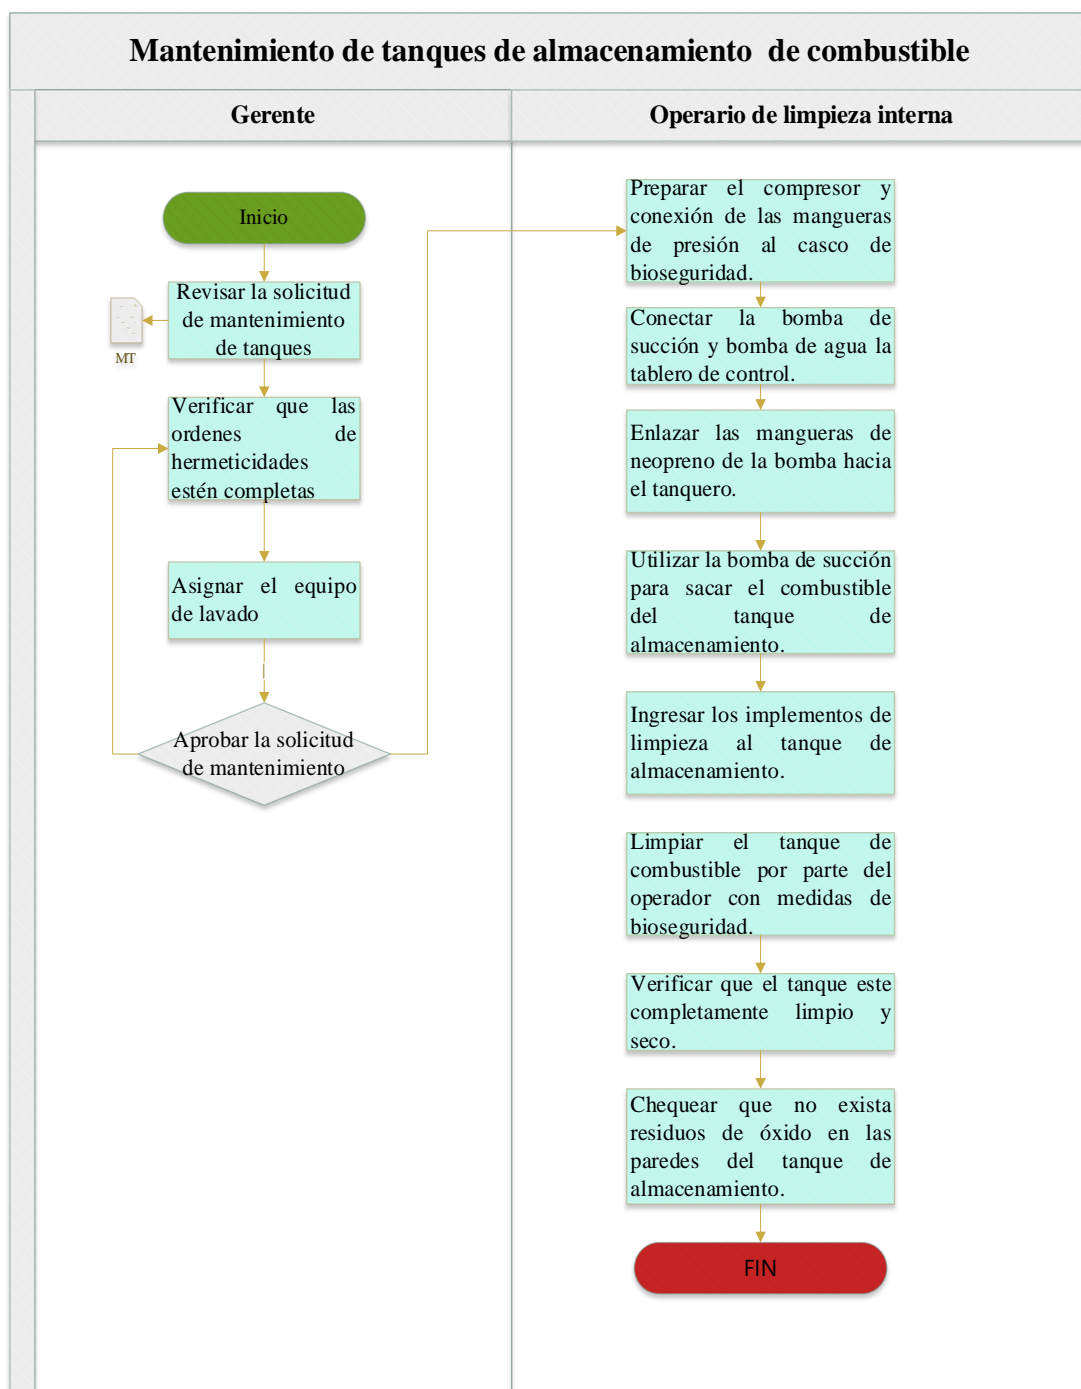 Mantenimiento de tanques de almacenamiento de combustible
Gerente
Operario de limpieza interna
Inicio
Revisar la solicitud
de mantenimiento
de tanques
MT
Verificar que las
ordenes de
hermeticidades
estén completas
Asignar el equipo
de lavado
Aprobar la solicitud
de mantenimiento
Preparar el compresor y
conexión de las mangueras
de presión al casco de
bioseguridad.
Conectar la bomba de
succión y bomba de agua la
tablero de control.
Enlazar las mangueras de
neopreno de la bomba hacia
el tanquero.
Utilizar la bomba de succión
para sacar el combustible
del tanque de
almacenamiento.
Ingresar los implementos de
limpieza al tanque de
almacenamiento.
Limpiar el tanque de
combustible por parte del
operador con medidas de
bioseguridad.
Verificar que el tanque este
completamente limpio y
seco.
Chequear que no exista
residuos de óxido en las
paredes del tanque de
almacenamiento.
FIN